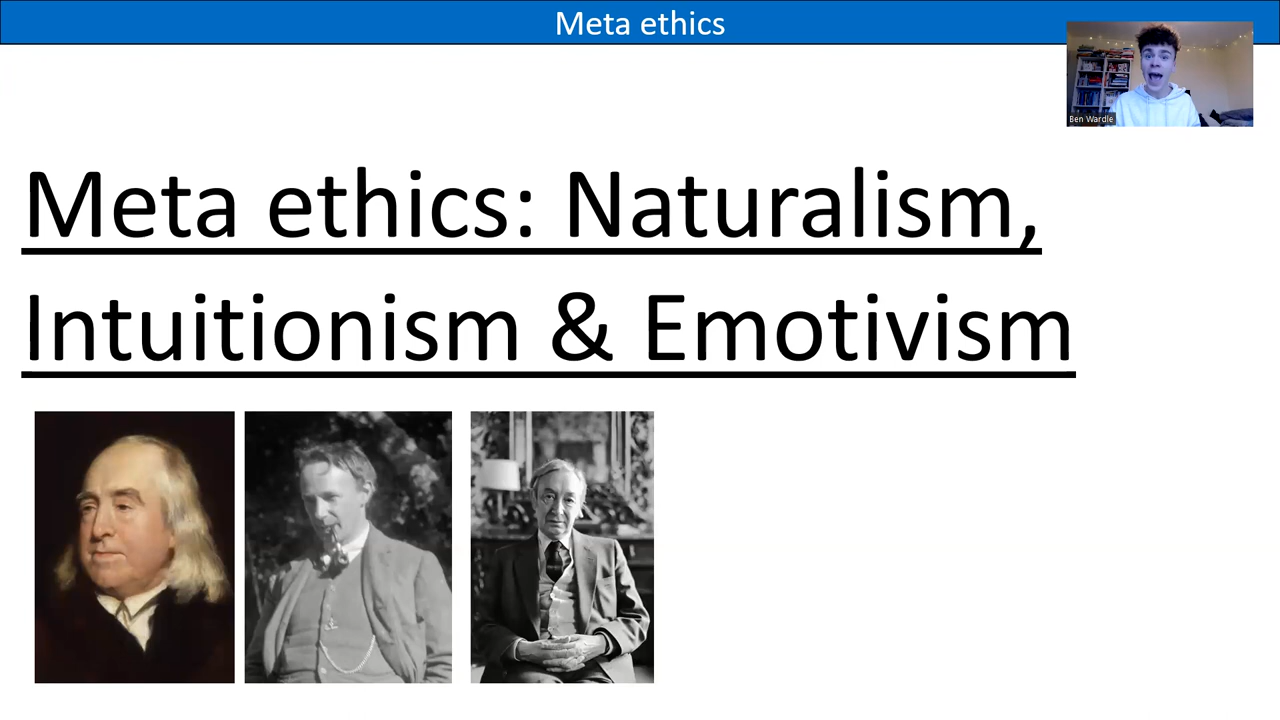 Meta ethics
Ben Wardle
Meta ethics: Naturalism,
Intuitionism & Emotivism